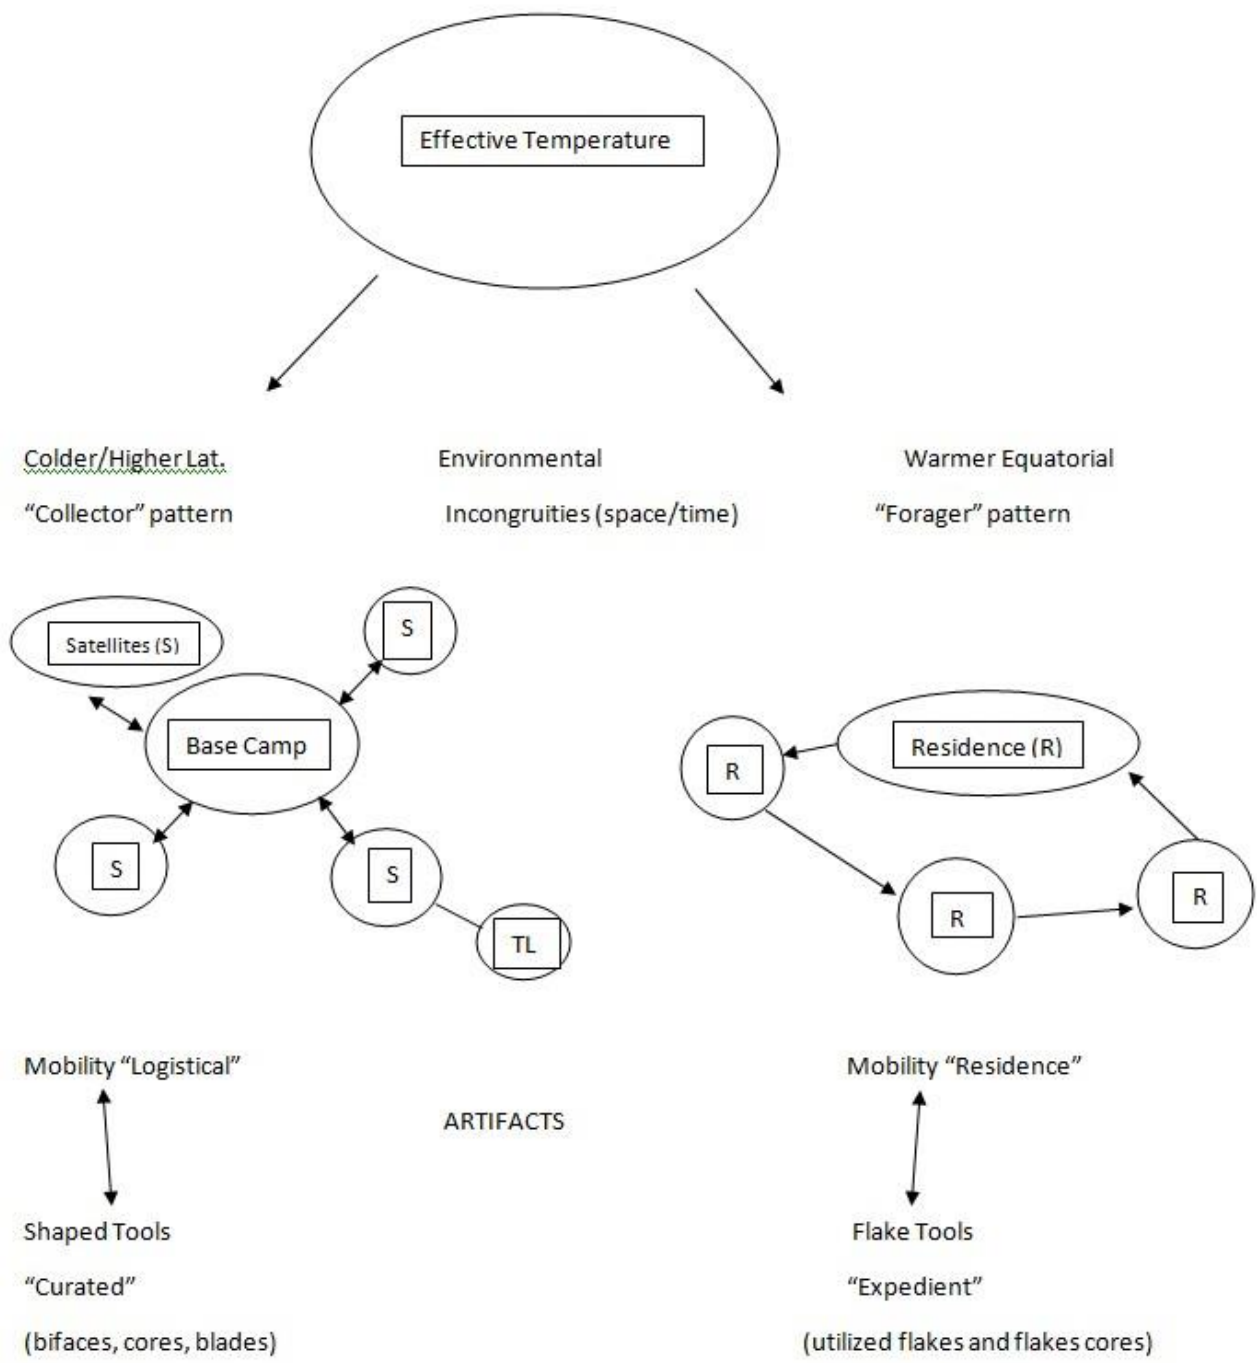 Effective Temperature
Colder/Higher Lat.
Environmental
Warmer Equatorial
“Collector” pattern
Incongruities (space/time)
“Forager” pattern
Satellites (S)
S
Base Camp
S
S
TL
Residence (R)
R
R
R
Mobility “Logistical”
Mobility “Residence”
ARTIFACTS
Shaped Tools
Flake Tools
“Curated”
“Expedient”
(bifaces, cores, blades)
(utilized flakes and flakes cores)